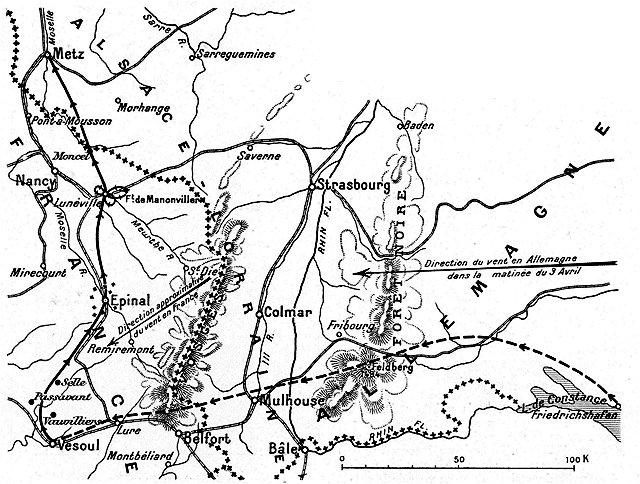 Moselle
Sarre R.
ALSACE-LORRAINE
Metz
Sarreguemines
Morhange
Pont-à-Mousson
Baden
Moncel
Saverne
FRANCE
Nancy
Strasbourg
Lunéville
Ft. de Manonviller
Moselle R.
Meurthe R.
RHIN FL.
FORÊT NOIRE
ALLEMAGNE
Direction du vent en Allemagne
dans la matinée du 3 Avril
Mirecourt
St. Dié
Epinal
Direction approximative
du vent en France
Colmar
Remiremont
Ill R.
Fribourg
Feldberg
Selle
Passavant
Vauvillers
Mulhouse
L. de Constance
Friedrichshafen
Lure
Vesoul
Belfort
RHIN FL.
Montbéliard
Bâle
0 50 100 K